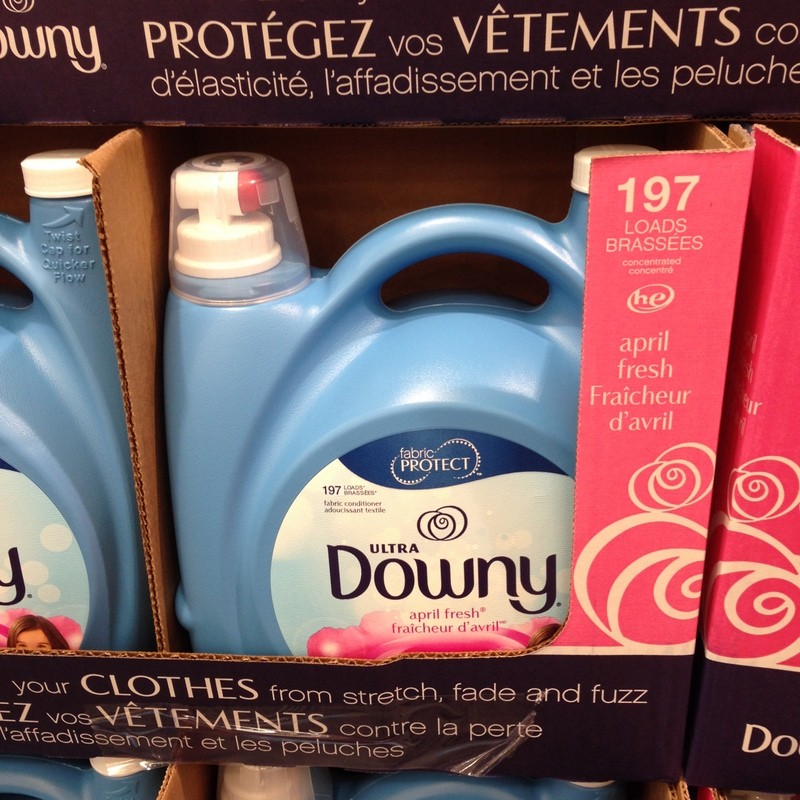 owny
PROTÉGEZ vos VÊTEMENTS co
d'élasticité, l'affadissement et les peluche
Twist
Cap for
Quicker
Flow
197
LOADS
BRASSÉES
concentrated
concentré
he
april
fresh
Fraîcheur
d'avril
fabric
PROTECT
197 LOADS*
BRASSÉES*
fabric conditioner
adoucissant textile
ULTRA
Downy
april fresh®
fraîcheur d'avril
y
your CLOTHES from stretch, fade and fuzz
EZ vos VÊTEMENTS contre la perte
l'affadissement et les peluches
Do